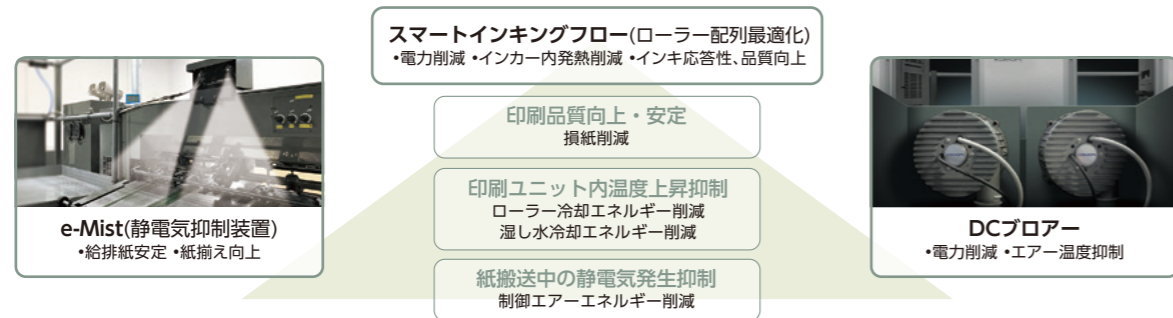 スマートインキングフロー(ローラー配列最適化)
•電力削減 •インカー内発熱削減 •インキ応答性、品質向上
印刷品質向上・安定
損紙削減
印刷ユニット内温度上昇抑制
ローラー冷却エネルギー削減
湿し水冷却エネルギー削減
紙搬送中の静電気発生抑制
制御エアーエネルギー削減
e-Mist(静電気抑制装置)
•給排紙安定 •紙揃え向上
DCブロアー
•電力削減 •エアー温度抑制